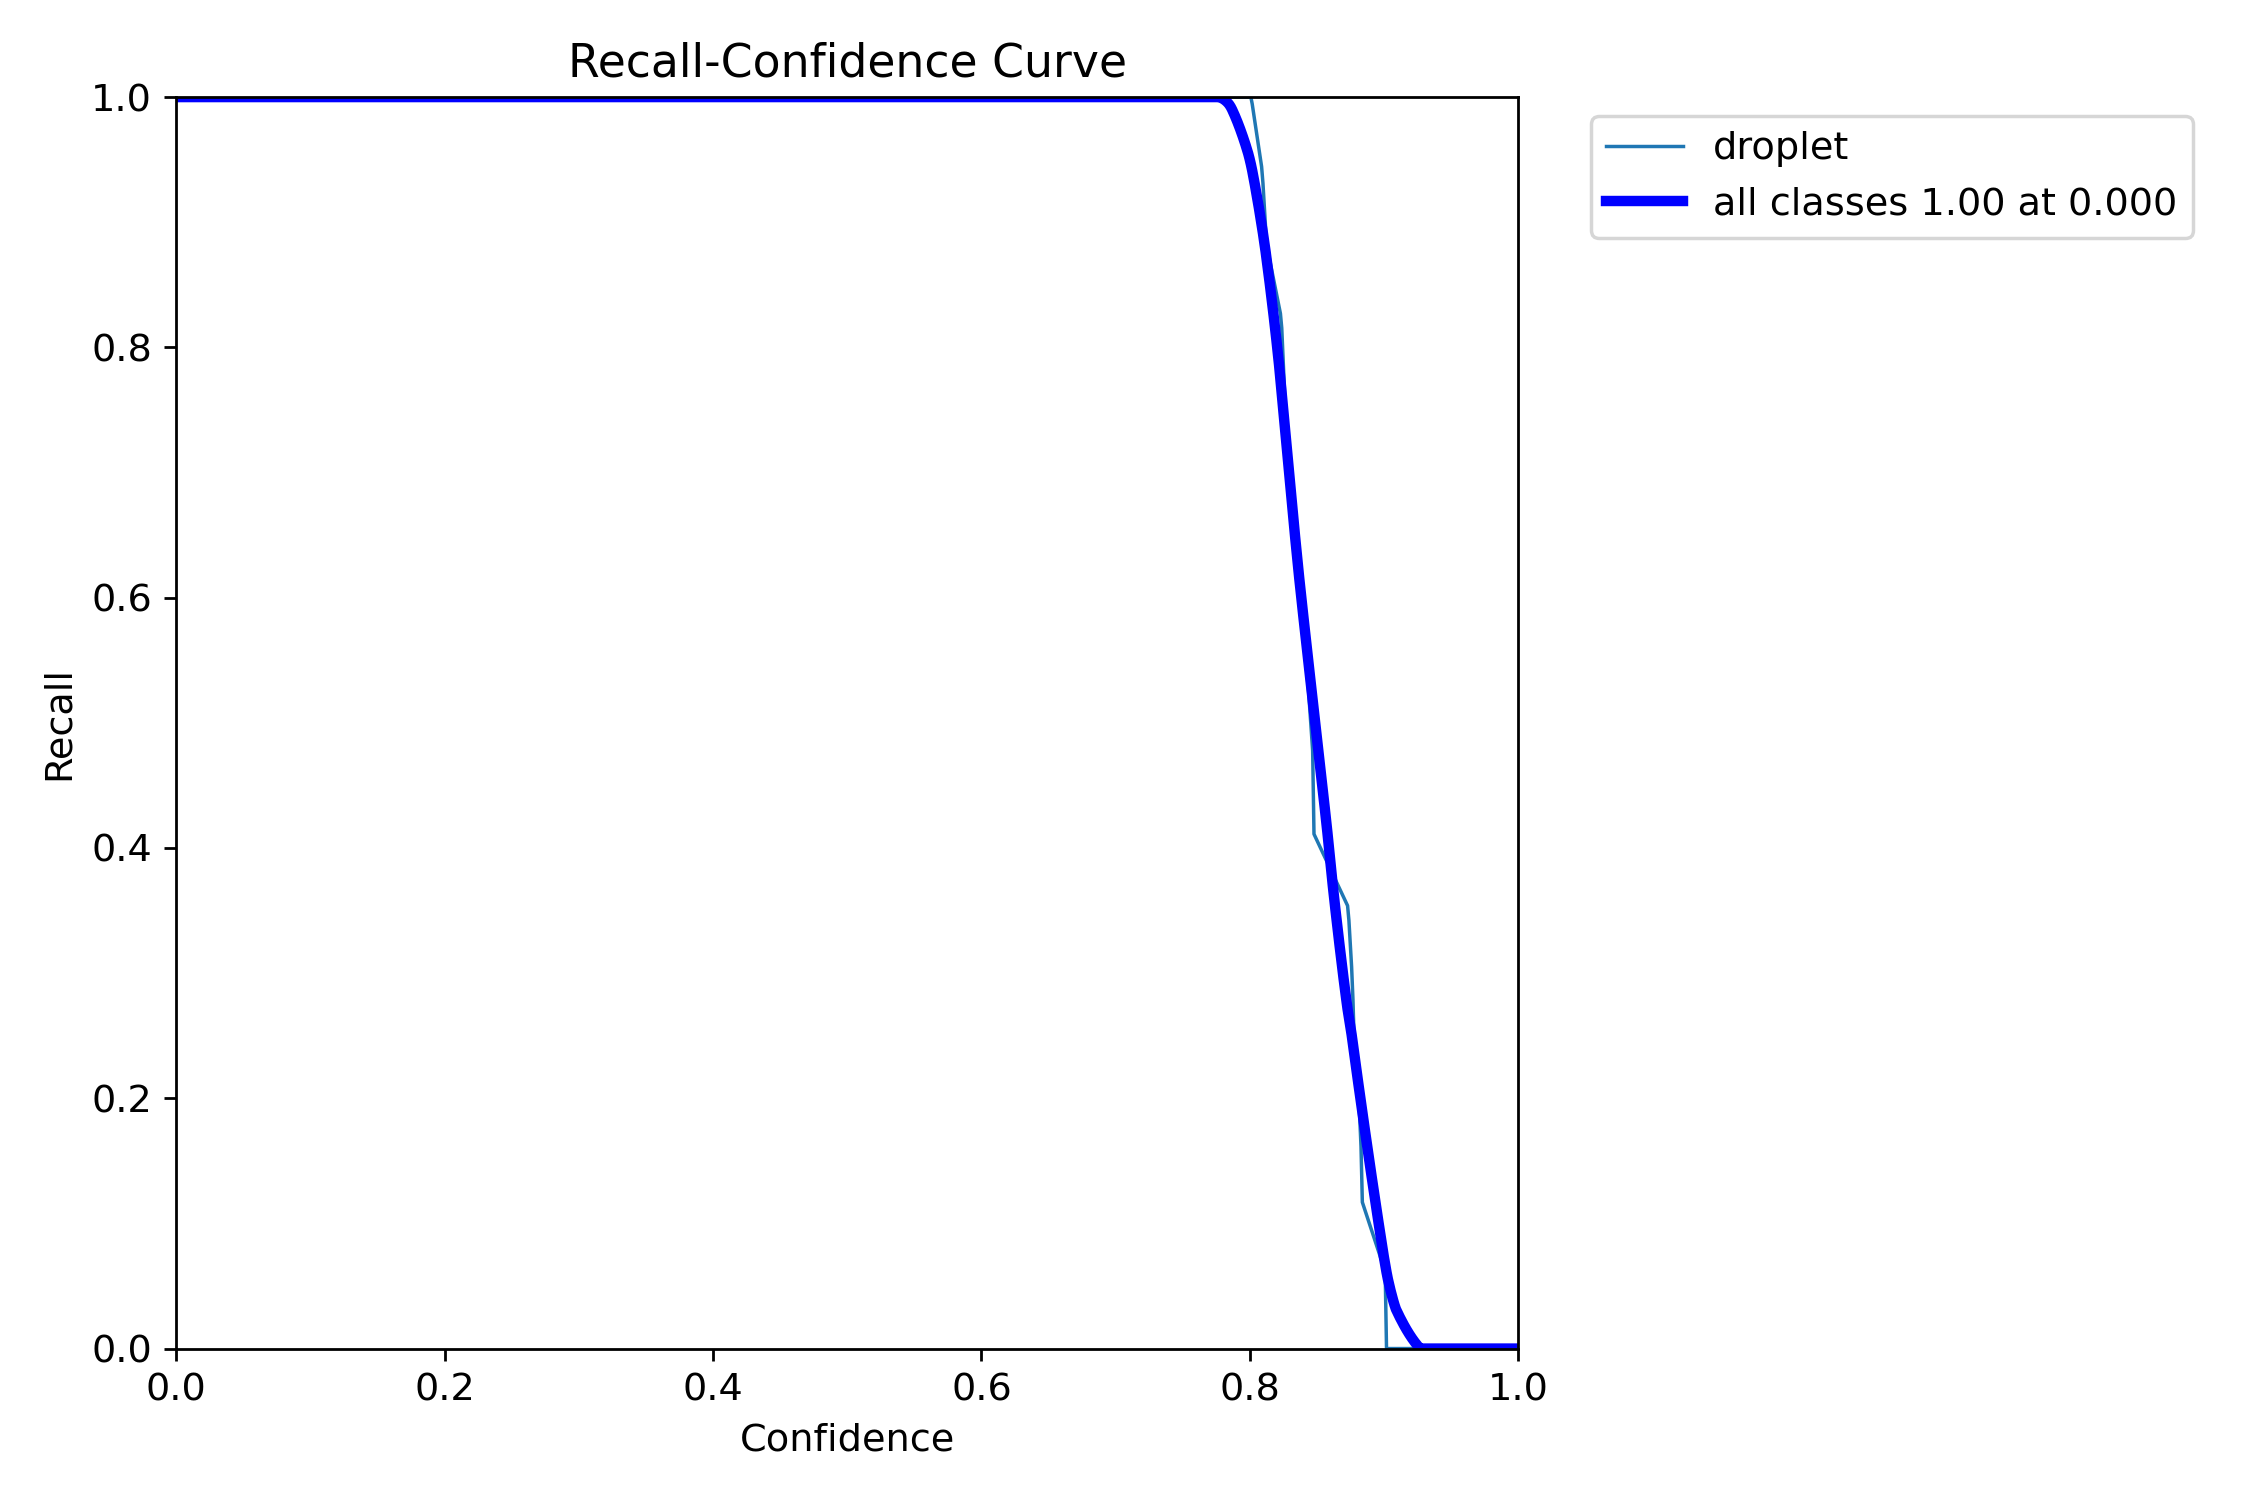 Recall-Confidence Curve
1.0
0.8
0.6
0.4
0.2
0.0
Recall
0.0 0.2 0.4 0.6 0.8 1.0
Confidence
droplet
all classes 1.00 at 0.000